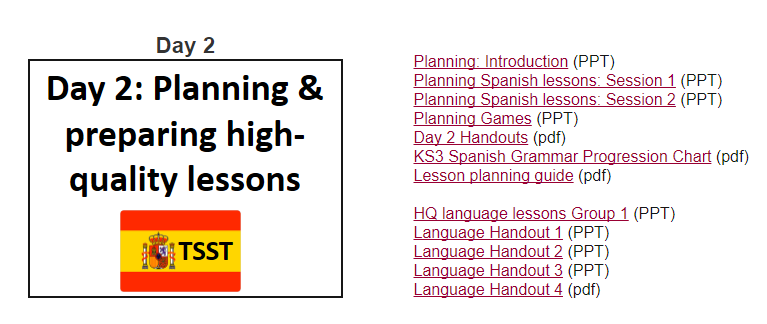 Day 2
Day 2: Planning &
preparing high-
quality lessons
TSST
Planning: Introduction (PPT)
Planning Spanish lessons: Session 1 (PPT)
Planning Spanish lessons: Session 2 (PPT)
Planning Games (PPT)
Day 2 Handouts (pdf)
KS3 Spanish Grammar Progression Chart (pdf)
Lesson planning guide (pdf)
HQ language lessons Group 1 (PPT)
Language Handout 1 (PPT)
Language Handout 2 (PPT)
Language Handout 3 (PPT)
Language Handout 4 (pdf)